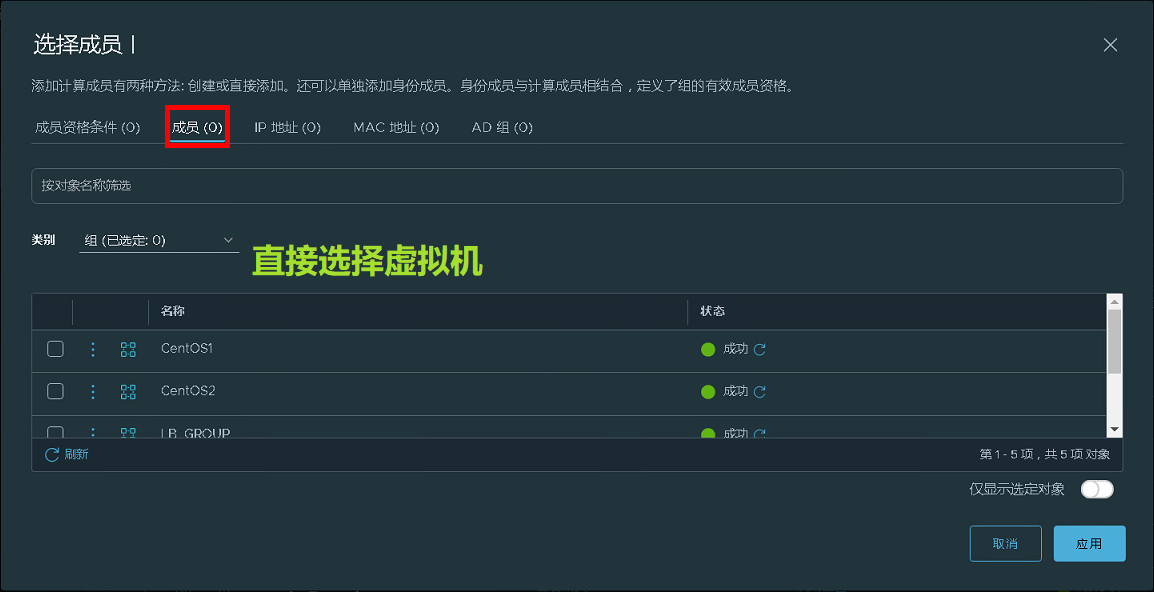 选择成员 |
添加计算成员有两种方法: 创建或直接添加。还可以单独添加身份成员。身份成员与计算成员相结合，定义了组的有效成员资格。
成员资格条件 (0) 成员 (0) IP 地址 (0) MAC 地址 (0) AD 组 (0)
按对象名称筛选
类别 组 (已选定: 0)
直接选择虚拟机
名称 状态
CentOS1 成功
CentOS2 成功
LB_GROUP 成功
刷新 第 1 - 5 项，共 5 项 对象
仅显示选定对象
取消 应用